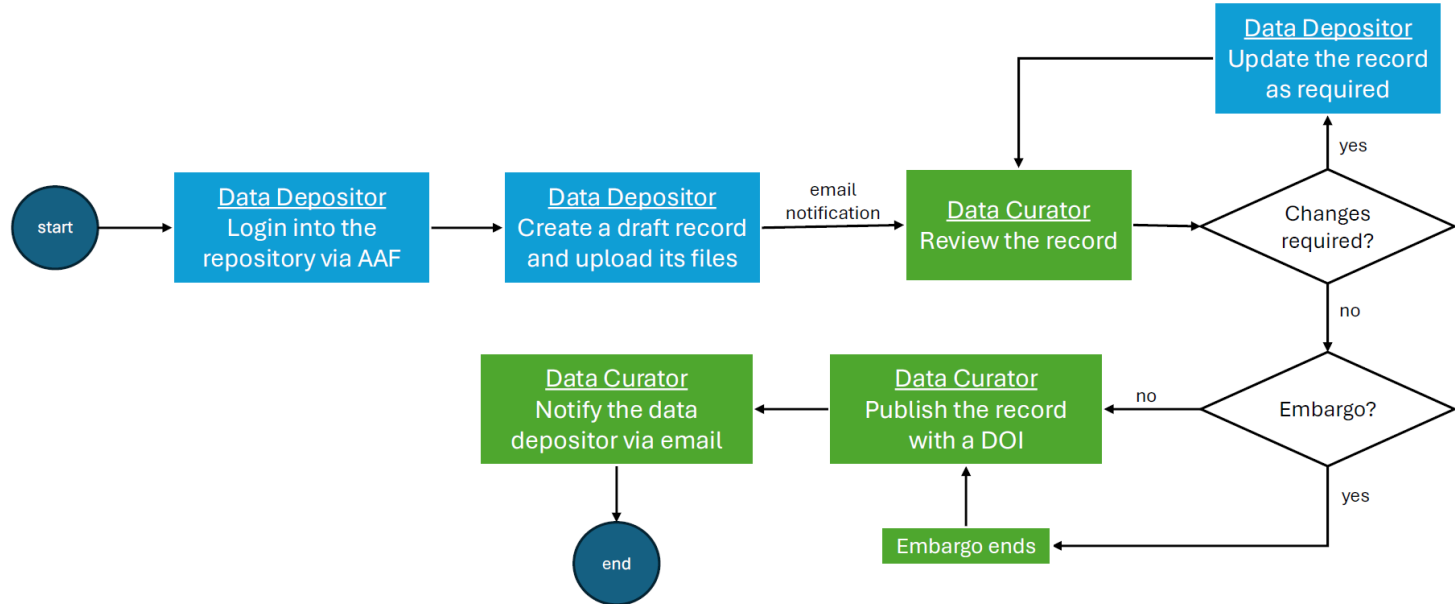 Data Depositor
Update the record
as required
yes
start
Data Depositor
Login into the
repository via AAF
Data Depositor
Create a draft record
and upload its files
email
notification
Data Curator
Review the record
Changes
required?
no
Data Curator
Notify the data
depositor via email
Data Curator
Publish the record
with a DOI
no
Embargo?
yes
Embargo ends
end